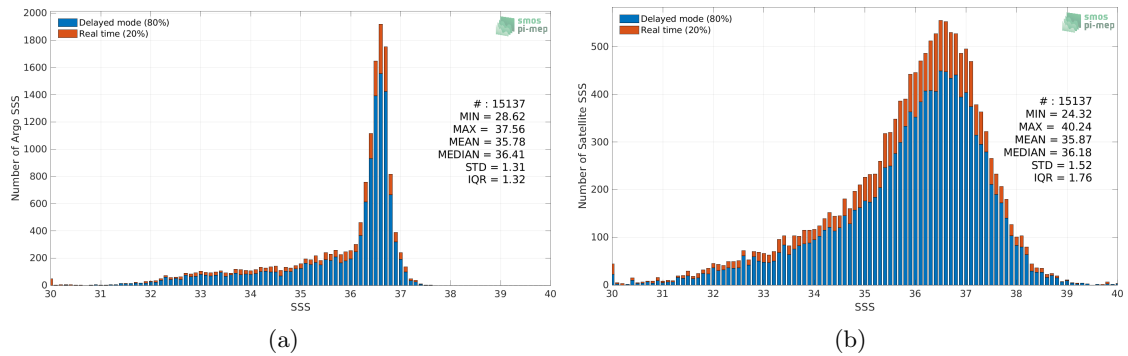 Delayed mode (80%)
Real time (20%)
smos
pi-mep
# : 15137
MIN = 28.62
MAX = 37.56
MEAN = 35.78
MEDIAN = 36.41
STD = 1.31
IQR = 1.32
Number of Argo SSS
2000
1800
1600
1400
1200
1000
800
600
400
200
0
30 31 32 33 34 35 36 37 38 39 40
SSS
(a)
Delayed mode (80%)
Real time (20%)
smos
pi-mep
# : 15137
MIN = 24.32
MAX = 40.24
MEAN = 35.87
MEDIAN = 36.18
STD = 1.52
IQR = 1.76
Number of Satellite SSS
500
400
300
200
100
0
30 31 32 33 34 35 36 37 38 39 40
SSS
(b)